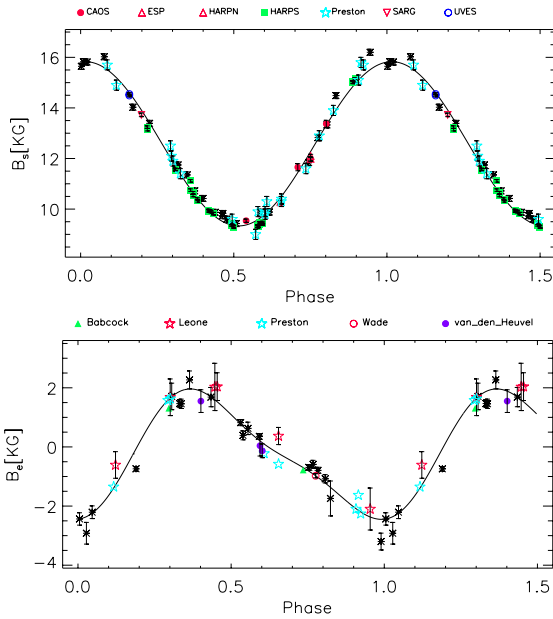 CAOS ESP HARPN HARPS Preston SARG UVES
16
14
12
10
Bs[KG]
0.0 0.5 1.0 1.5
Phase
Babcock Leone Preston Wade van_den_Heuvel
2
0
−2
−4
Be[KG]
0.0 0.5 1.0 1.5
Phase